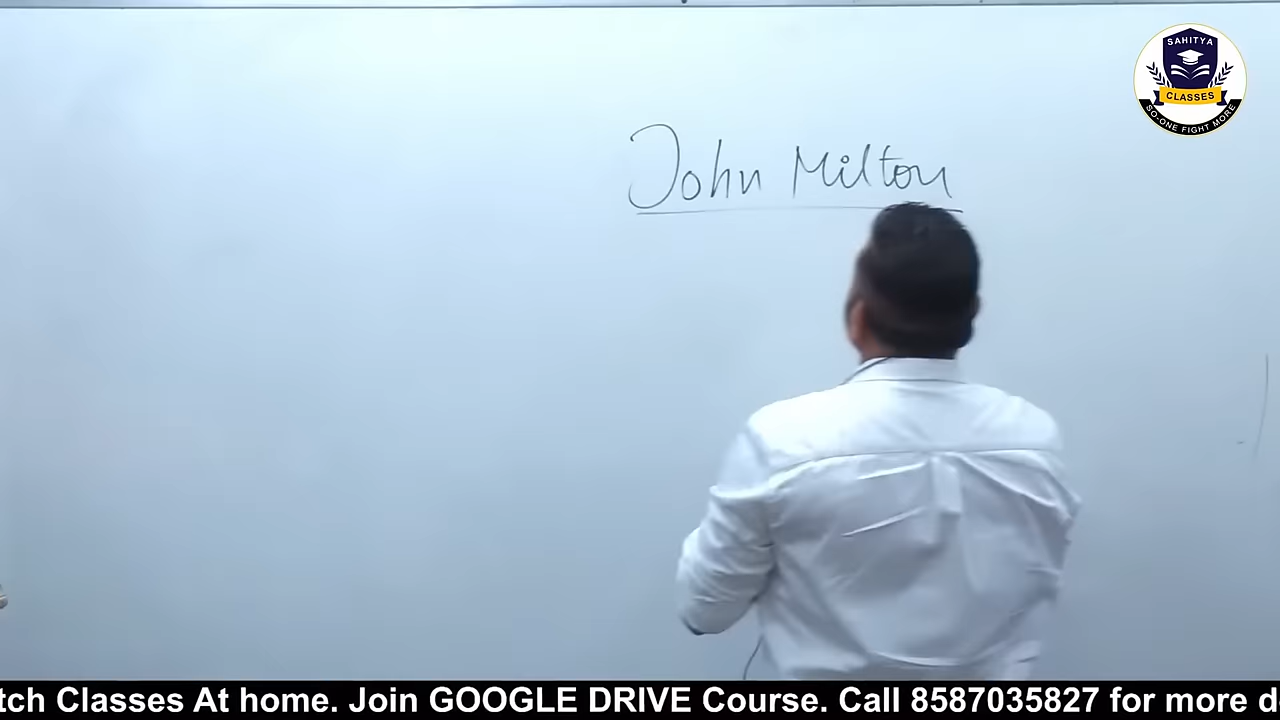 SAHITYA
CLASSES
SO-ONE FIGHT MORE
John Milton
tch Classes At home. Join GOOGLE DRIVE Course. Call 8587035827 for more d